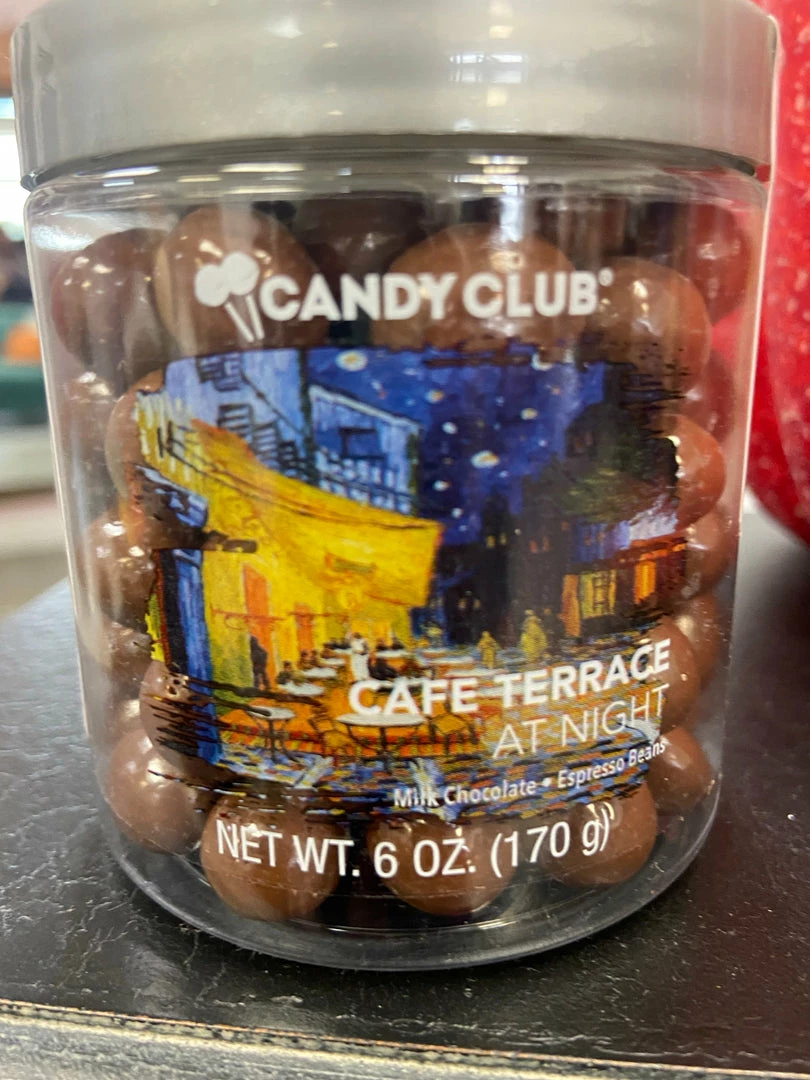 CANDY CLUB®
CAFE TERRACE
AT NIGHT
Milk Chocolate • Espresso Beans
NET WT. 6 OZ. (170 g)